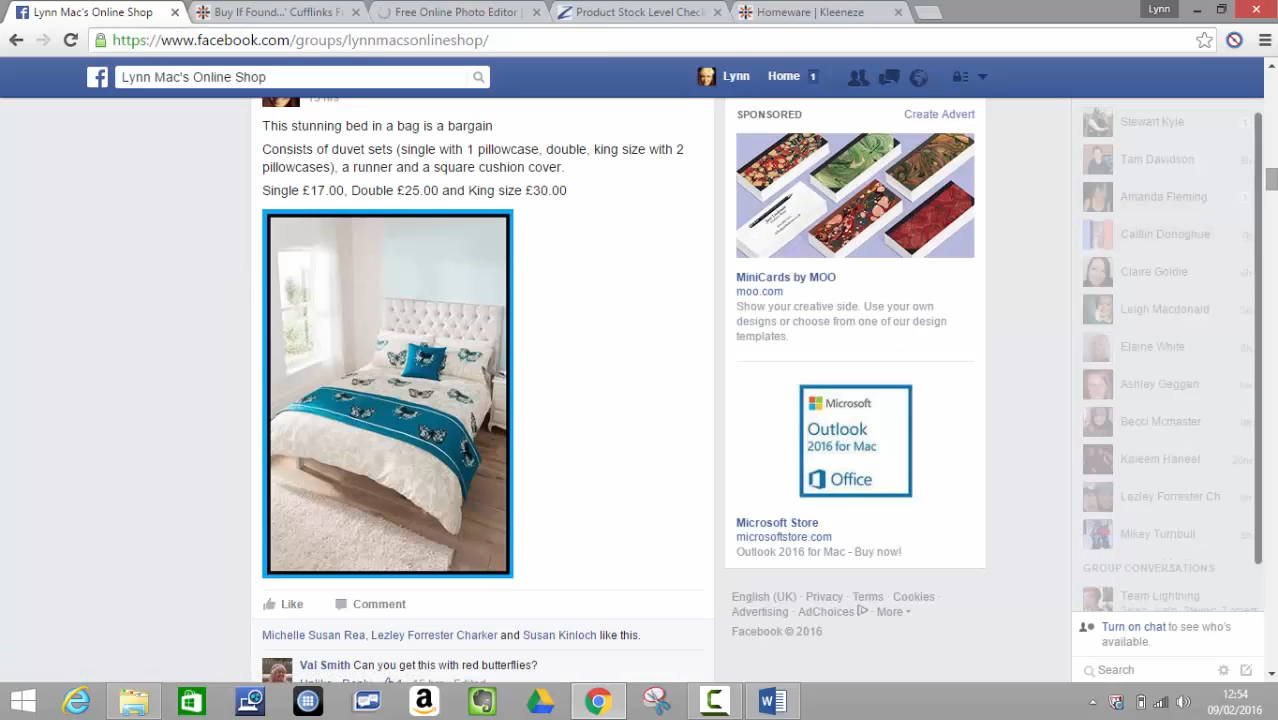 Lynn Mac's Online Shop
Buy If Found...' Cufflinks F
Free Online Photo Editor |
Product Stock Level Check
Homeware | Kleeneze
Lynn
https://www.facebook.com/groups/lynnmacsonlineshop/
Lynn Mac's Online Shop
Lynn
Home 1
This stunning bed in a bag is a bargain
Consists of duvet sets (single with 1 pillowcase, double, king size with 2
pillowcases), a runner and a square cushion cover.
Single £17.00, Double £25.00 and King size £30.00
Like
Comment
Michelle Susan Rea, Lezley Forrester Charker and Susan Kinloch like this.
Val Smith Can you get this with red butterflies?
SPONSORED
Create Advert
MiniCards by MOO
moo.com
Show your creative side. Use your own
designs or choose from one of our design
templates.
Microsoft
Outlook
2016 for Mac
Office
Microsoft Store
microsoftstore.com
Outlook 2016 for Mac - Buy now!
English (UK) · Privacy · Terms · Cookies ·
Advertising · AdChoices · More
Facebook © 2016
Stewart Kyle
Tam Davidson
Amanda Fleming
Caitlin Donoghue
Claire Goldie
Leigh Macdonald
Elaine White
Ashley Geggan
Becci Mcmaster
Kaleem Haneef
Lezley Forrester Ch
Mikey Turnbull
GROUP CONVERSATIONS
Team Lightning
Turn on chat to see who's
available.
Search
12:54
09/02/2016